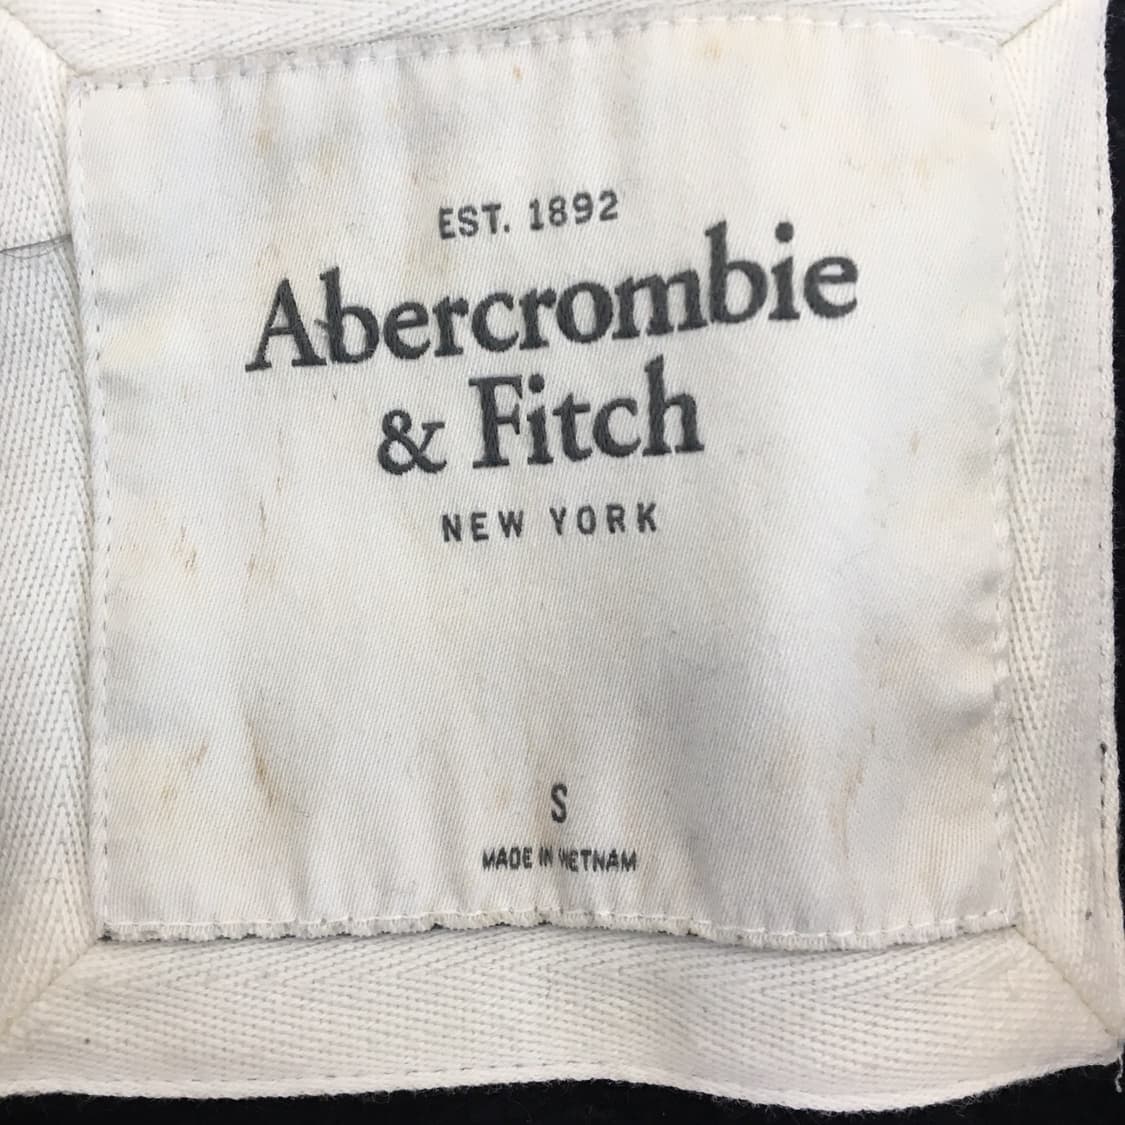 EST. 1892
Abercrombie
& Fitch
NEW YORK
S
MADE IN VIETNAM